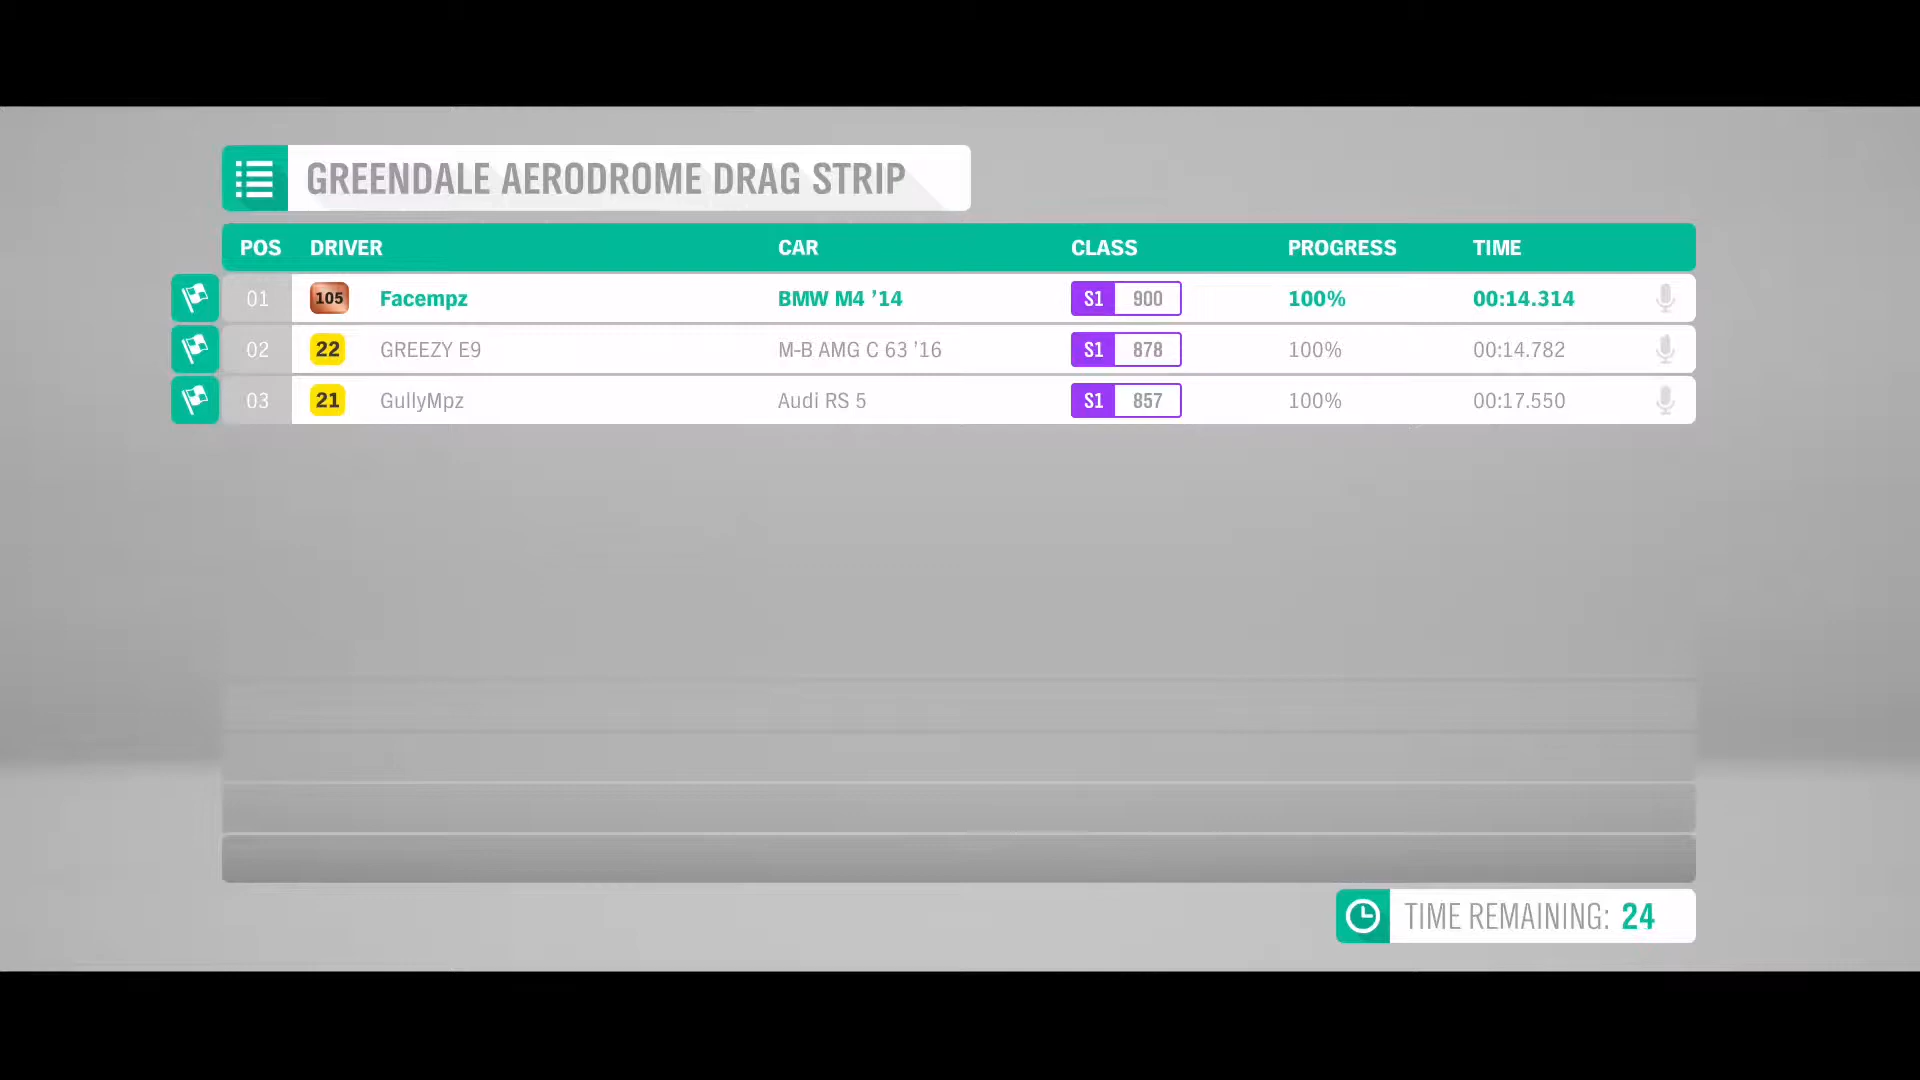 GREENDALE AERODROME DRAG STRIP
POS DRIVER CAR CLASS PROGRESS TIME
01 105 Facempz BMW M4 ’14 S1 900 100% 00:14.314
02 22 GREEZY E9 M-B AMG C 63 ’16 S1 878 100% 00:14.782
03 21 GullyMpz Audi RS 5 S1 857 100% 00:17.550
TIME REMAINING: 24